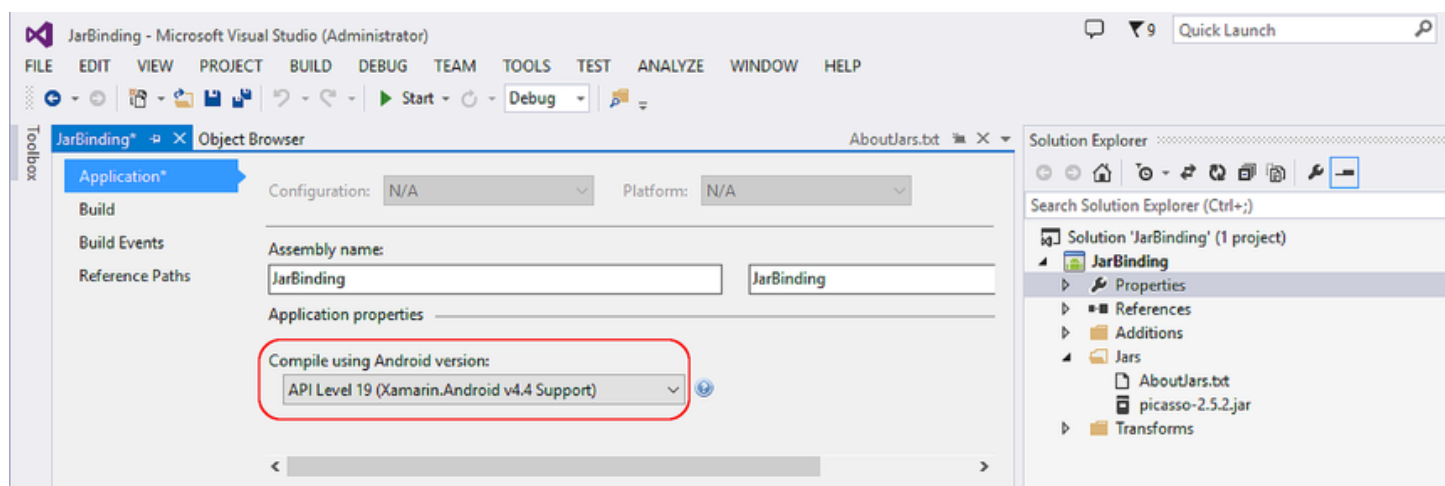 JarBinding - Microsoft Visual Studio (Administrator)
9 Quick Launch
FILE EDIT VIEW PROJECT BUILD DEBUG TEAM TOOLS TEST ANALYZE WINDOW HELP
Start Debug
Toolbox
JarBinding* Object Browser AboutJars.txt
Application*
Build
Build Events
Reference Paths
Configuration: N/A Platform: N/A
Assembly name:
JarBinding JarBinding
Application properties
Compile using Android version:
API Level 19 (Xamarin.Android v4.4 Support)
Solution Explorer
Search Solution Explorer (Ctrl+;)
Solution 'JarBinding' (1 project)
JarBinding
Properties
References
Additions
Jars
AboutJars.txt
picasso-2.5.2.jar
Transforms